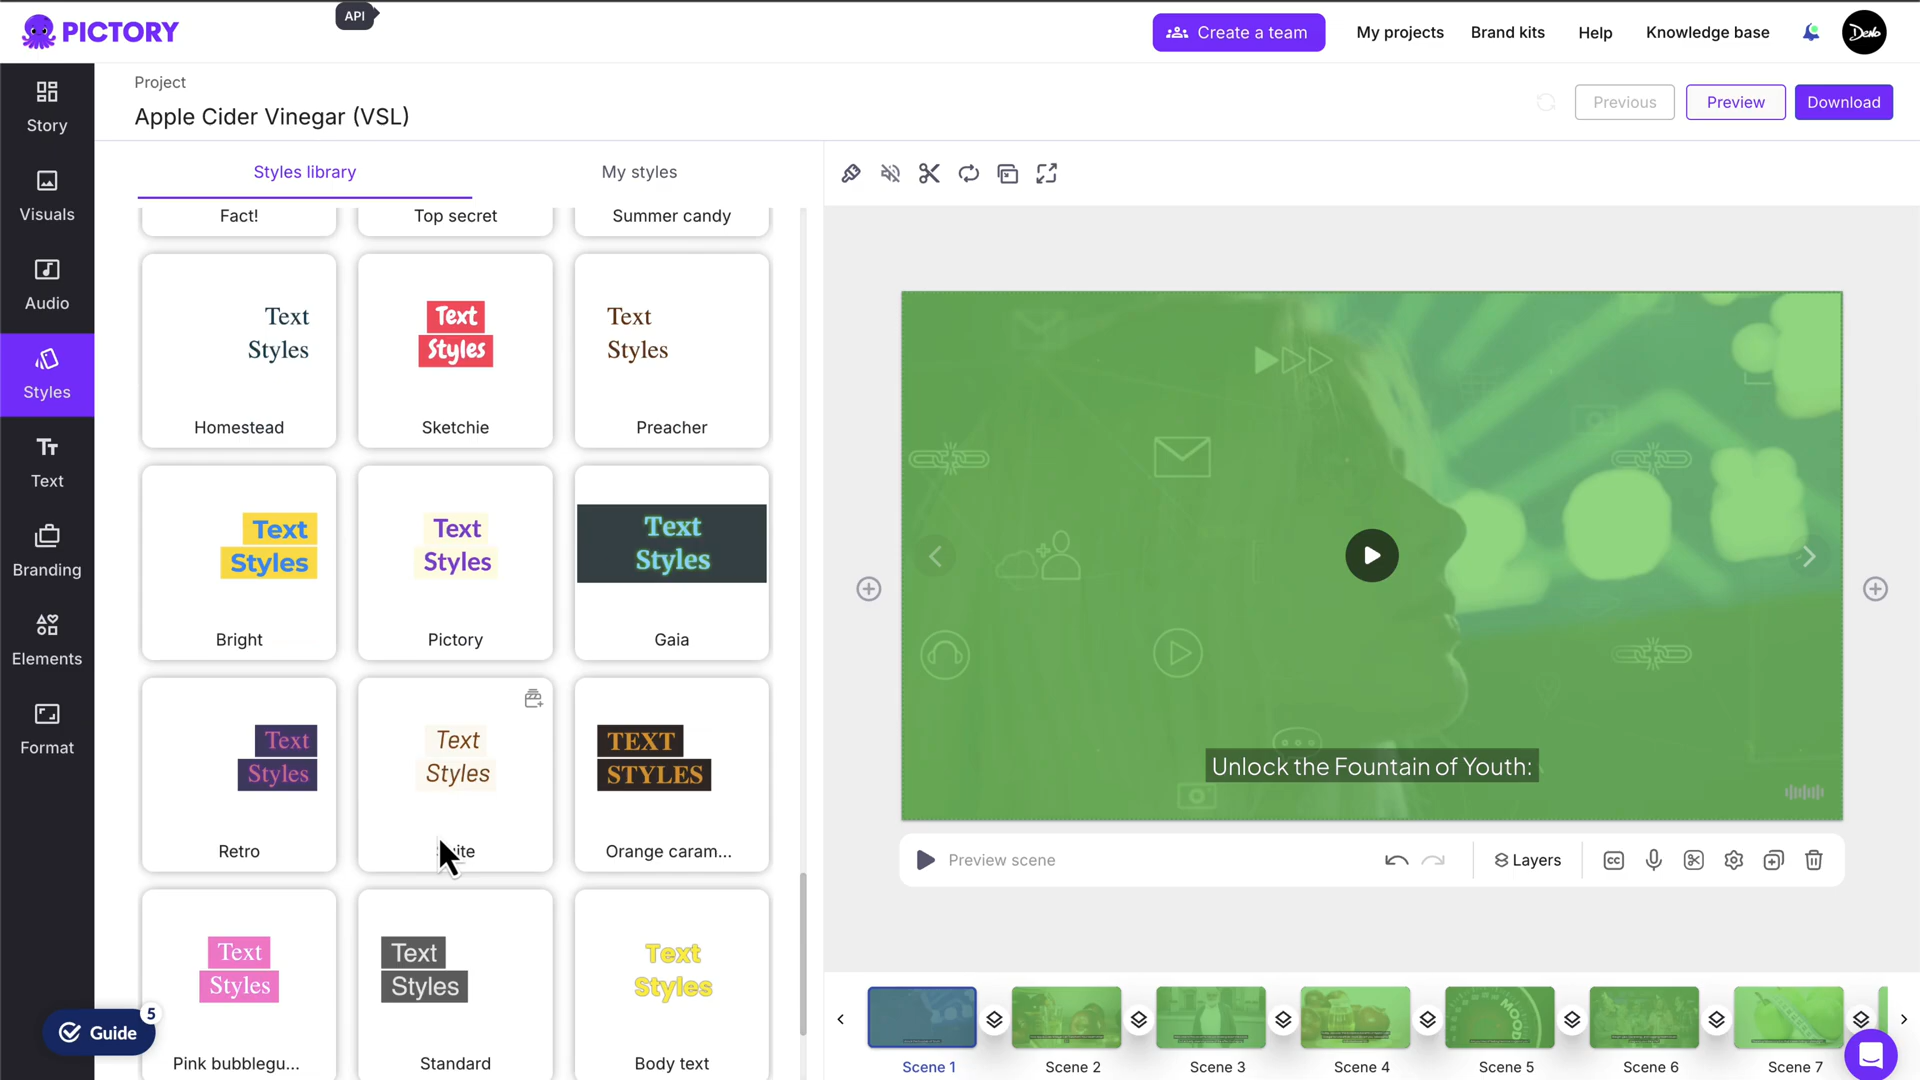 PICTORY
API
Create a team
My projects
Brand kits
Help
Knowledge base
Demo
Project
Apple Cider Vinegar (VSL)
Previous
Preview
Download
Story
Visuals
Audio
Styles
Text
Branding
Elements
Format
Styles library
My styles
Fact!
Top secret
Summer candy
Text
Styles
Homestead
Text
Styles
Sketchie
Text
Styles
Preacher
Text
Styles
Bright
Text
Styles
Pictory
Text
Styles
Gaia
Text
Styles
Retro
Text
Styles
TEXT
STYLES
Orange caram...
Text
Styles
Pink bubblegu...
Text
Styles
Standard
Text
Styles
Body text
Guide
5
Unlock the Fountain of Youth:
Preview scene
Layers
CC
MOOD
Scene 1
Scene 2
Scene 3
Scene 4
Scene 5
Scene 6
Scene 7